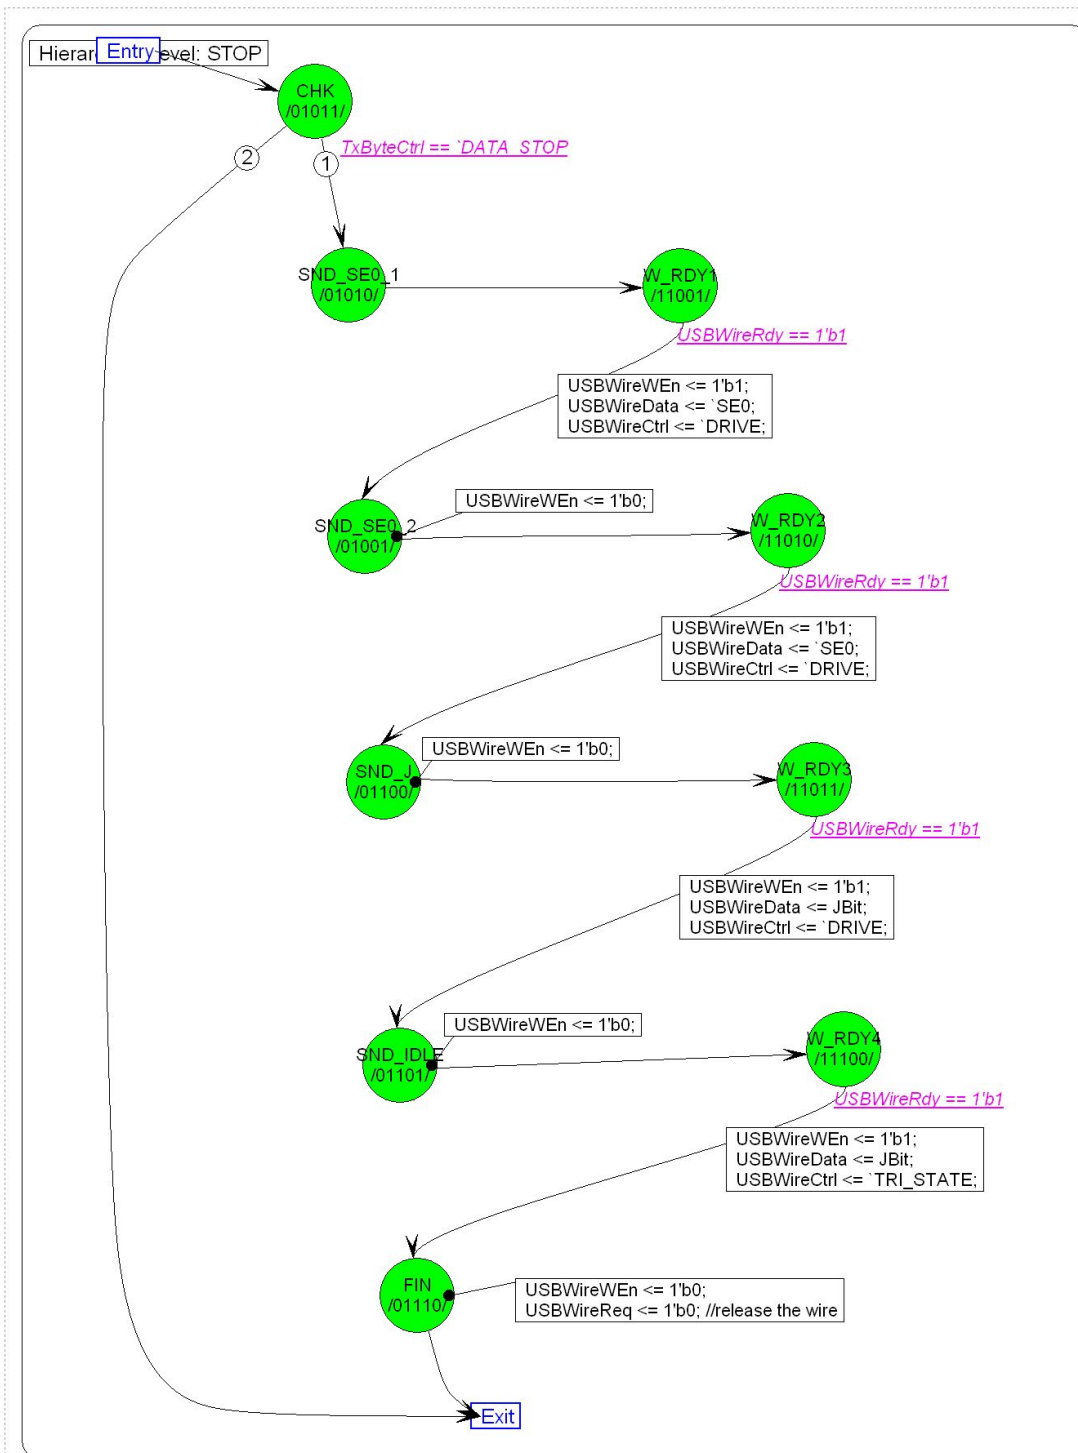 Hierar Entry evel: STOP
CHK
/01011/
2
1
TxByteCtrl == `DATA_STOP
SND_SE0_1
/01010/
W_RDY1
/11001/
USBWireRdy == 1'b1
USBWireWEn <= 1'b1;
USBWireData <= `SE0;
USBWireCtrl <= `DRIVE;
USBWireWEn <= 1'b0;
SND_SE0_2
/01001/
W_RDY2
/11010/
USBWireRdy == 1'b1
USBWireWEn <= 1'b1;
USBWireData <= `SE0;
USBWireCtrl <= `DRIVE;
USBWireWEn <= 1'b0;
SND_J
/01100/
W_RDY3
/11011/
USBWireRdy == 1'b1
USBWireWEn <= 1'b1;
USBWireData <= JBit;
USBWireCtrl <= `DRIVE;
USBWireWEn <= 1'b0;
SND_IDLE
/01101/
W_RDY4
/11100/
USBWireRdy == 1'b1
USBWireWEn <= 1'b1;
USBWireData <= JBit;
USBWireCtrl <= `TRI_STATE;
FIN
/01110/
USBWireWEn <= 1'b0;
USBWireReq <= 1'b0; //release the wire
Exit